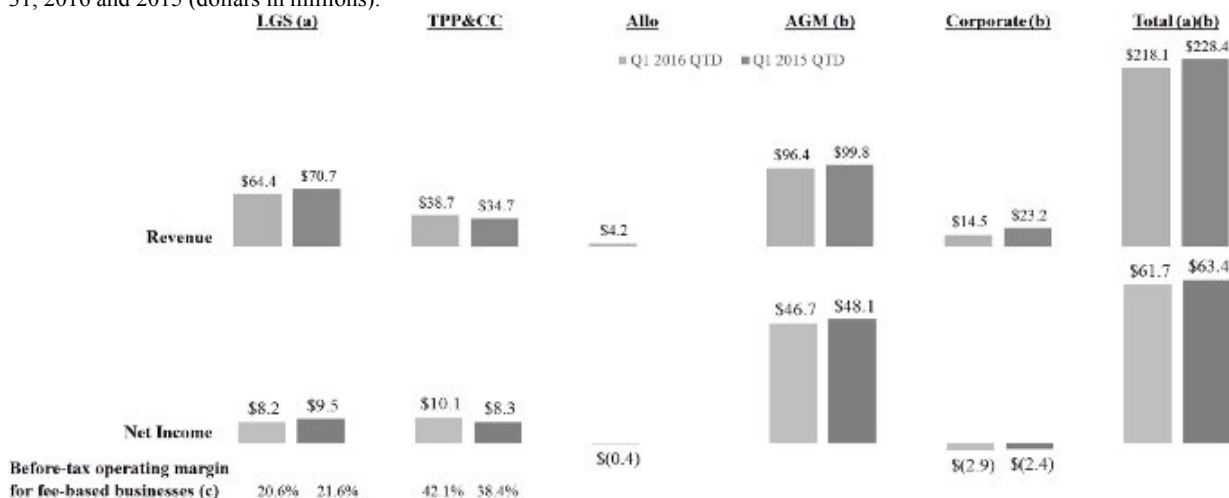 31, 2016 and 2015 (dollars in millions).
LGS (a) TPP&CC Allo AGM (b) Corporate (b) Total (a)(b)
Q1 2016 QTD Q1 2015 QTD
$218.1 $228.4
$96.4 $99.8
$64.4 $70.7
$38.7 $34.7
$14.5 $23.2
$4.2
Revenue
$61.7 $63.4
$46.7 $48.1
$8.2 $9.5 $10.1 $8.3
Net Income
$(0.4) $(2.9) $(2.4)
Before-tax operating margin
for fee-based businesses (c) 20.6% 21.6% 42.1% 38.4%